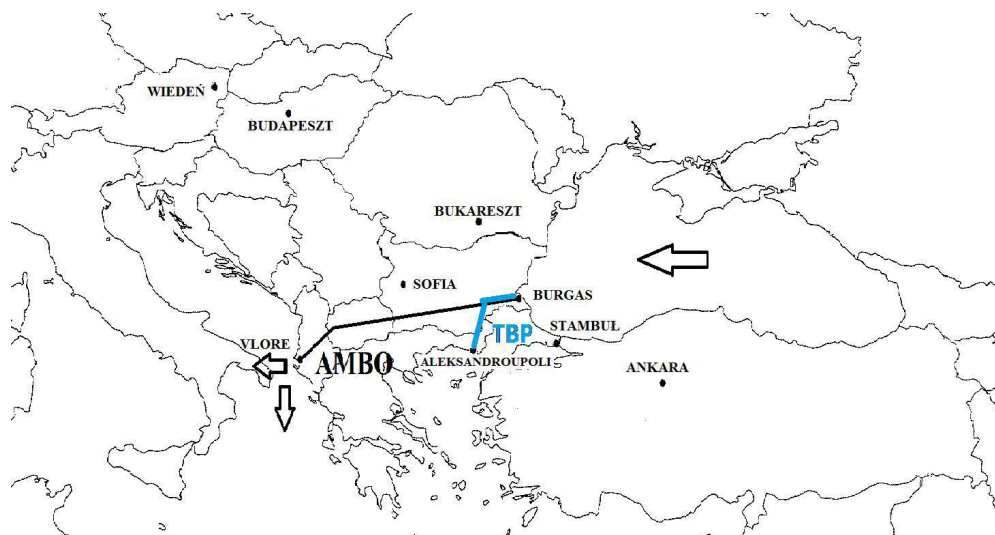 WIEDEŃ
BUDAPESZT
BUKARESZT
SOFIA
BURGAS
STAMBUŁ
TBP
VLORE
AMBO
ALEKSANDROUPOLI
ANKARA